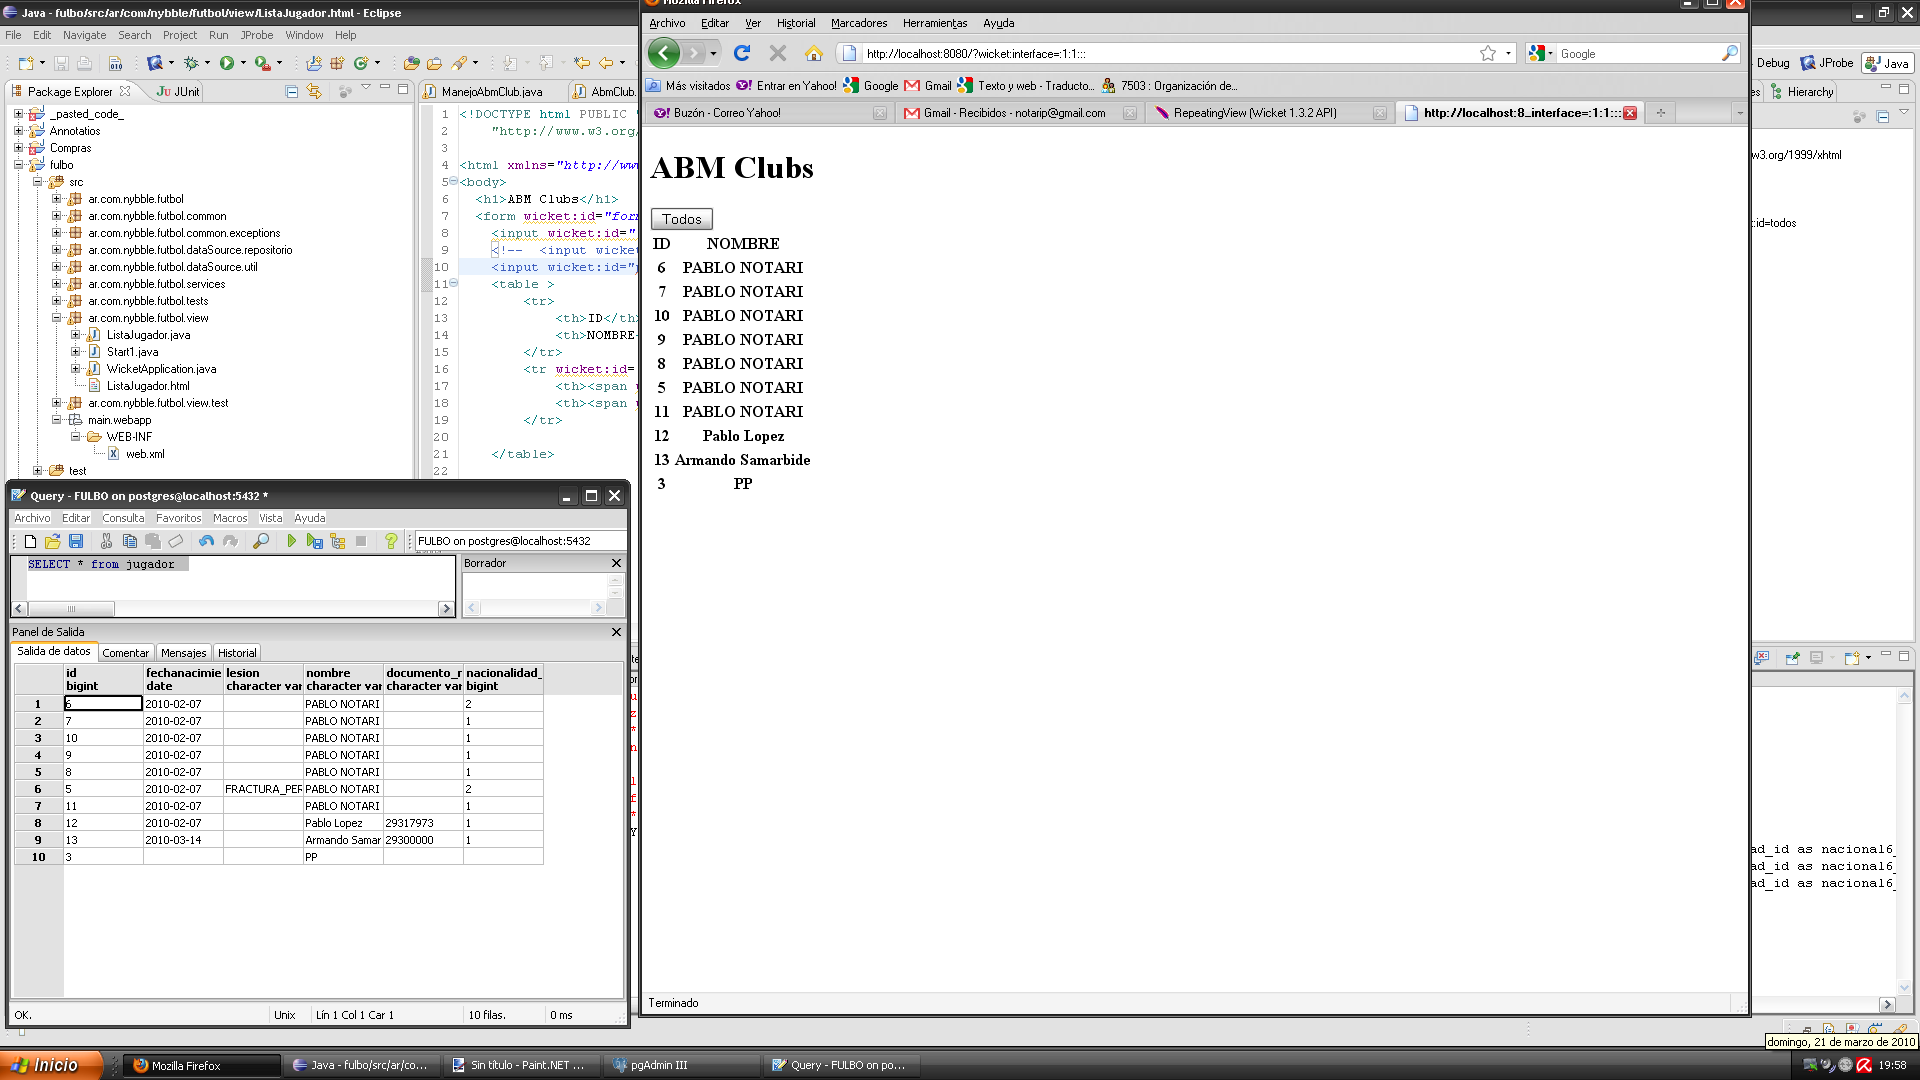 Java - fulbo/src/ar/com/nybble/futbol/view/ListaJugador.html - Eclipse
File Edit Navigate Search Project Run JProbe Window Help
Debug JProbe Java
Package Explorer JUnit
ManejoAbmClub.java AbmClub.
Hierarchy
_pasted_code_
Annotatios
Compras
fulbo
src
ar.com.nybble.futbol
ar.com.nybble.futbol.common
ar.com.nybble.futbol.common.exceptions
ar.com.nybble.futbol.dataSource.repositorio
ar.com.nybble.futbol.dataSource.util
ar.com.nybble.futbol.services
ar.com.nybble.futbol.tests
ar.com.nybble.futbol.view
ListaJugador.java
Start1.java
WicketApplication.java
ListaJugador.html
ar.com.nybble.futbol.view.test
main.webapp
WEB-INF
web.xml
test
1 <!DOCTYPE html PUBLIC
2 "http://www.w3.org/
3
4 <html xmlns="http://ww
5 <body>
6 <h1>ABM Clubs</h1>
7 <form wicket:id="for
8 <input wicket:id="
9 <!-- <input wicket
10 <input wicket:id="
11 <table >
12 <tr>
13 <th>ID</th
14 <th>NOMBRE
15 </tr>
16 <tr wicket:id=
17 <th><span
18 <th><span
19 </tr>
20
21 </table>
22
Mozilla Firefox
Archivo Editar Ver Historial Marcadores Herramientas Ayuda
http://localhost:8080/?wicket:interface=:1:1:::
Google
Más visitados Entrar en Yahoo! Google Gmail Texto y web - Traducto... 7503 : Organización de...
Buzón - Correo Yahoo! Gmail - Recibidos - notarip@gmail.com RepeatingView (Wicket 1.3.2 API) http://localhost:8_interface=:1:1:::
ABM Clubs
Todos
ID NOMBRE
6 PABLO NOTARI
7 PABLO NOTARI
10 PABLO NOTARI
9 PABLO NOTARI
8 PABLO NOTARI
5 PABLO NOTARI
11 PABLO NOTARI
12 Pablo Lopez
13 Armando Samarbide
3 PP
Terminado
w3.org/1999/xhtml
:id=todos
ad_id as nacional6_
ad_id as nacional6_
ad_id as nacional6_
Query - FULBO on postgres@localhost:5432 *
Archivo Editar Consulta Favoritos Macros Vista Ayuda
FULBO on postgres@localhost:5432
SELECT * from jugador
Borrador
Panel de Salida
Salida de datos Comentar Mensajes Historial
id bigint
fechanacimie date
lesion character var
nombre character var
documento_r character var
nacionalidad_ bigint
1 6 2010-02-07 PABLO NOTARI 2
2 7 2010-02-07 PABLO NOTARI 1
3 10 2010-02-07 PABLO NOTARI 1
4 9 2010-02-07 PABLO NOTARI 1
5 8 2010-02-07 PABLO NOTARI 1
6 5 2010-02-07 FRACTURA_PER PABLO NOTARI 2
7 11 2010-02-07 PABLO NOTARI 1
8 12 2010-02-07 Pablo Lopez 29317973 1
9 13 2010-03-14 Armando Samar 29300000 1
10 3 PP
OK. Unix Lín 1 Col 1 Car 1 10 filas. 0 ms
domingo, 21 de marzo de 2010
Inicio Mozilla Firefox Java - fulbo/src/ar/co... Sin título - Paint.NET ... pgAdmin III Query - FULBO on po... 19:58